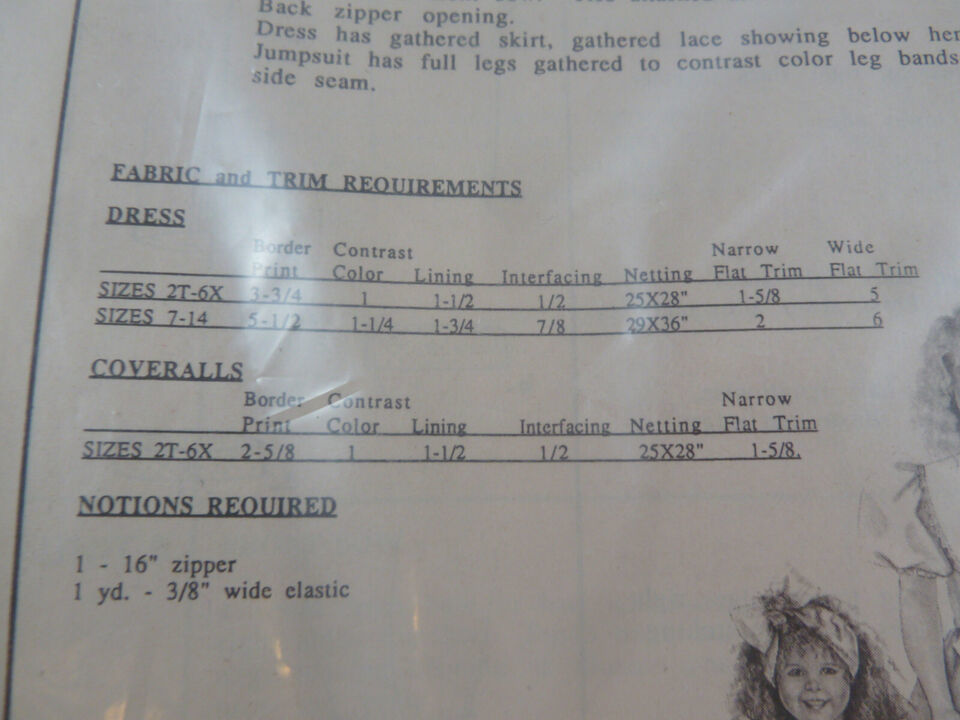 Back zipper opening.
Dress has gathered skirt, gathered lace showing below
Jumpsuit has full legs gathered to contrast color leg bands
side seam.
FABRIC and TRIM REQUIREMENTS
DRESS
Border Contrast Narrow Wide
Print Color Lining Interfacing Netting Flat Trim Flat Trim
SIZES 2T-6X 3-3/4 1 1-1/2 1/2 25X28" 1-5/8 5
SIZES 7-14 5-1/2 1-1/4 1-3/4 7/8 29X36" 2 6
COVERALLS
Border Contrast Narrow
Print Color Lining Interfacing Netting Flat Trim
SIZES 2T-6X 2-5/8 1 1-1/2 1/2 25X28" 1-5/8.
NOTIONS REQUIRED
1 - 16" zipper
1 yd. - 3/8" wide elastic